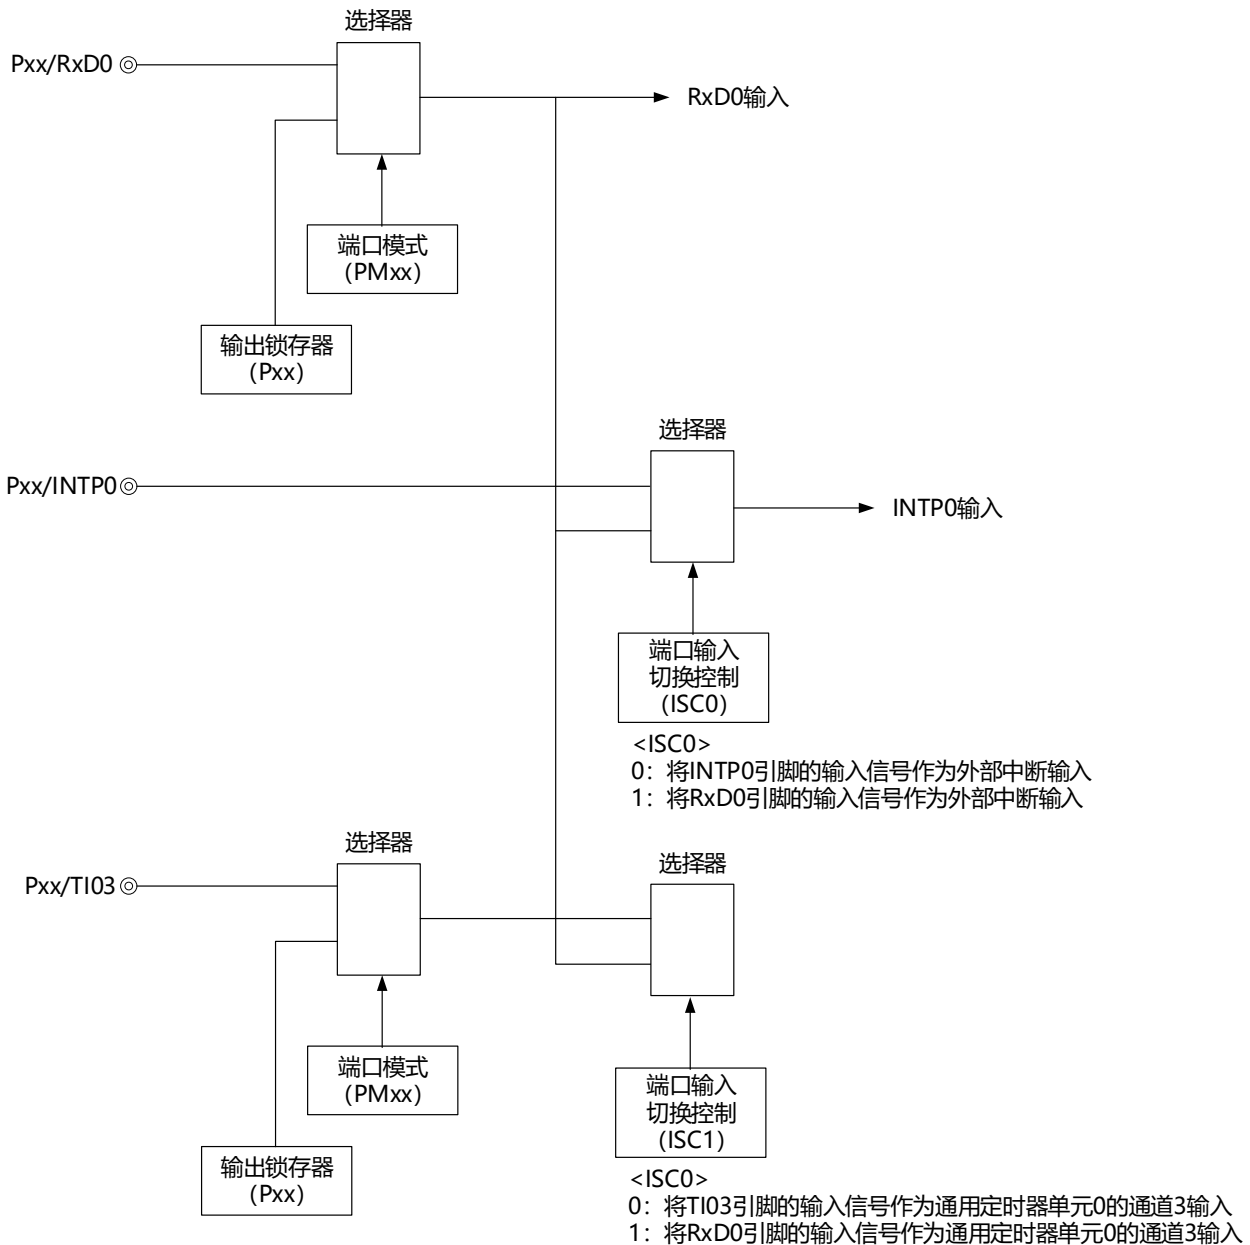 选择器
Pxx/RxD0
RxD0输入
端口模式
(PMxx)
输出锁存器
(Pxx)
选择器
Pxx/INTP0
INTP0输入
端口输入
切换控制
(ISC0)
<ISC0>
0：将INTP0引脚的输入信号作为外部中断输入
1：将RxD0引脚的输入信号作为外部中断输入
选择器
选择器
Pxx/TI03
端口模式
(PMxx)
端口输入
切换控制
(ISC1)
输出锁存器
(Pxx)
<ISC0>
0：将TI03引脚的输入信号作为通用定时器单元0的通道3输入
1：将RxD0引脚的输入信号作为通用定时器单元0的通道3输入